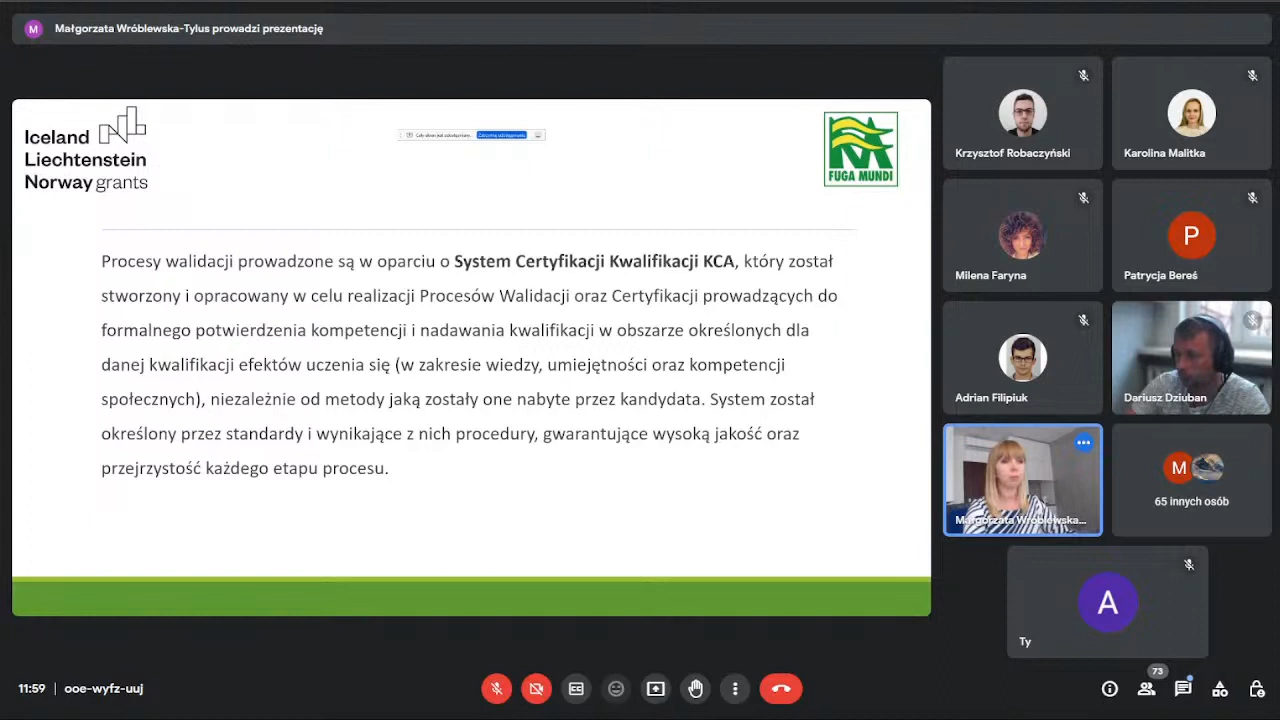 M
Małgorzata Wróblewska-Tylus prowadzi prezentację
Iceland
Liechtenstein
Norway grants
FUGA MUNDI
Procesy walidacji prowadzone są w oparciu o System Certyfikacji Kwalifikacji KCA, który został
stworzony i opracowany w celu realizacji Procesów Walidacji oraz Certyfikacji prowadzących do
formalnego potwierdzenia kompetencji i nadawania kwalifikacji w obszarze określonych dla
danej kwalifikacji efektów uczenia się (w zakresie wiedzy, umiejętności oraz kompetencji
społecznych), niezależnie od metody jaką zostały one nabyte przez kandydata. System został
określony przez standardy i wynikające z nich procedury, gwarantujące wysoką jakość oraz
przejrzystość każdego etapu procesu.
Krzysztof Robaczyński
Karolina Malitka
Milena Faryna
P
Patrycja Bereś
Adrian Filipiuk
Dariusz Dziuban
Małgorzata Wróblewska...
M
65 innych osób
A
Ty
11:59 | ooe-wyfz-uuj
73